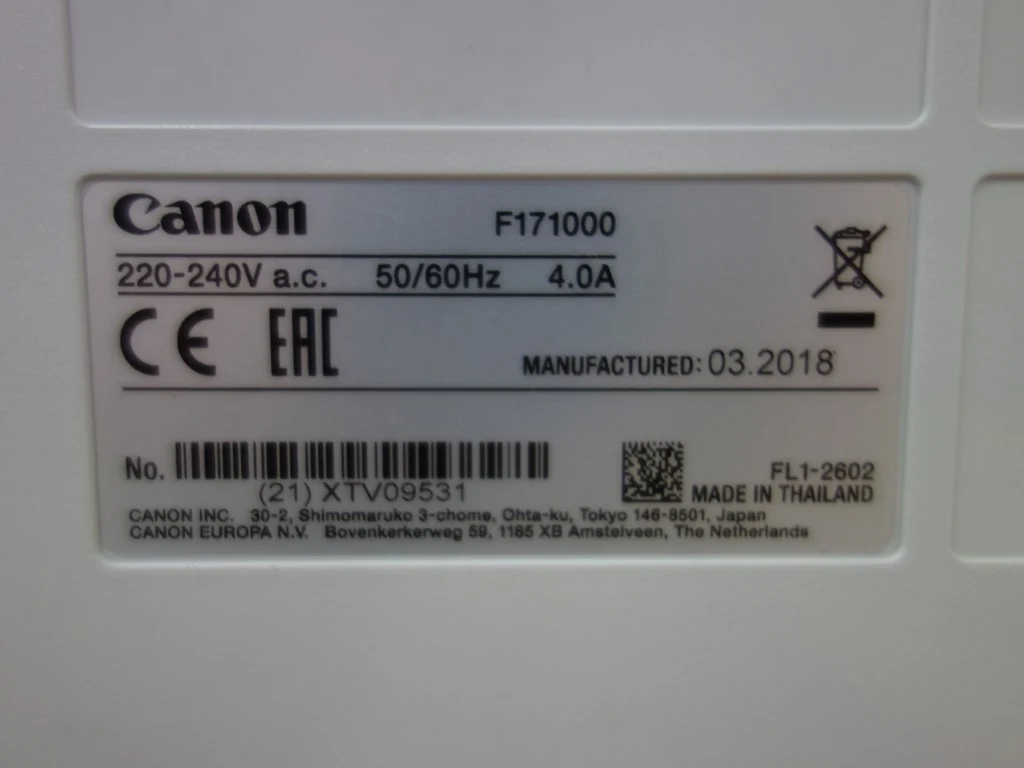 Canon F171000
220-240V a.c. 50/60Hz 4.0A
CE EAC
MANUFACTURED: 03.2018
No.
(21) XTV09531
FL1-2602
MADE IN THAILAND
CANON INC. 30-2, Shimomaruko 3-chome, Ohta-ku, Tokyo 146-8501, Japan
CANON EUROPA N.V. Bovenkerkerweg 59, 1185 XB Amstelveen, The Netherlands